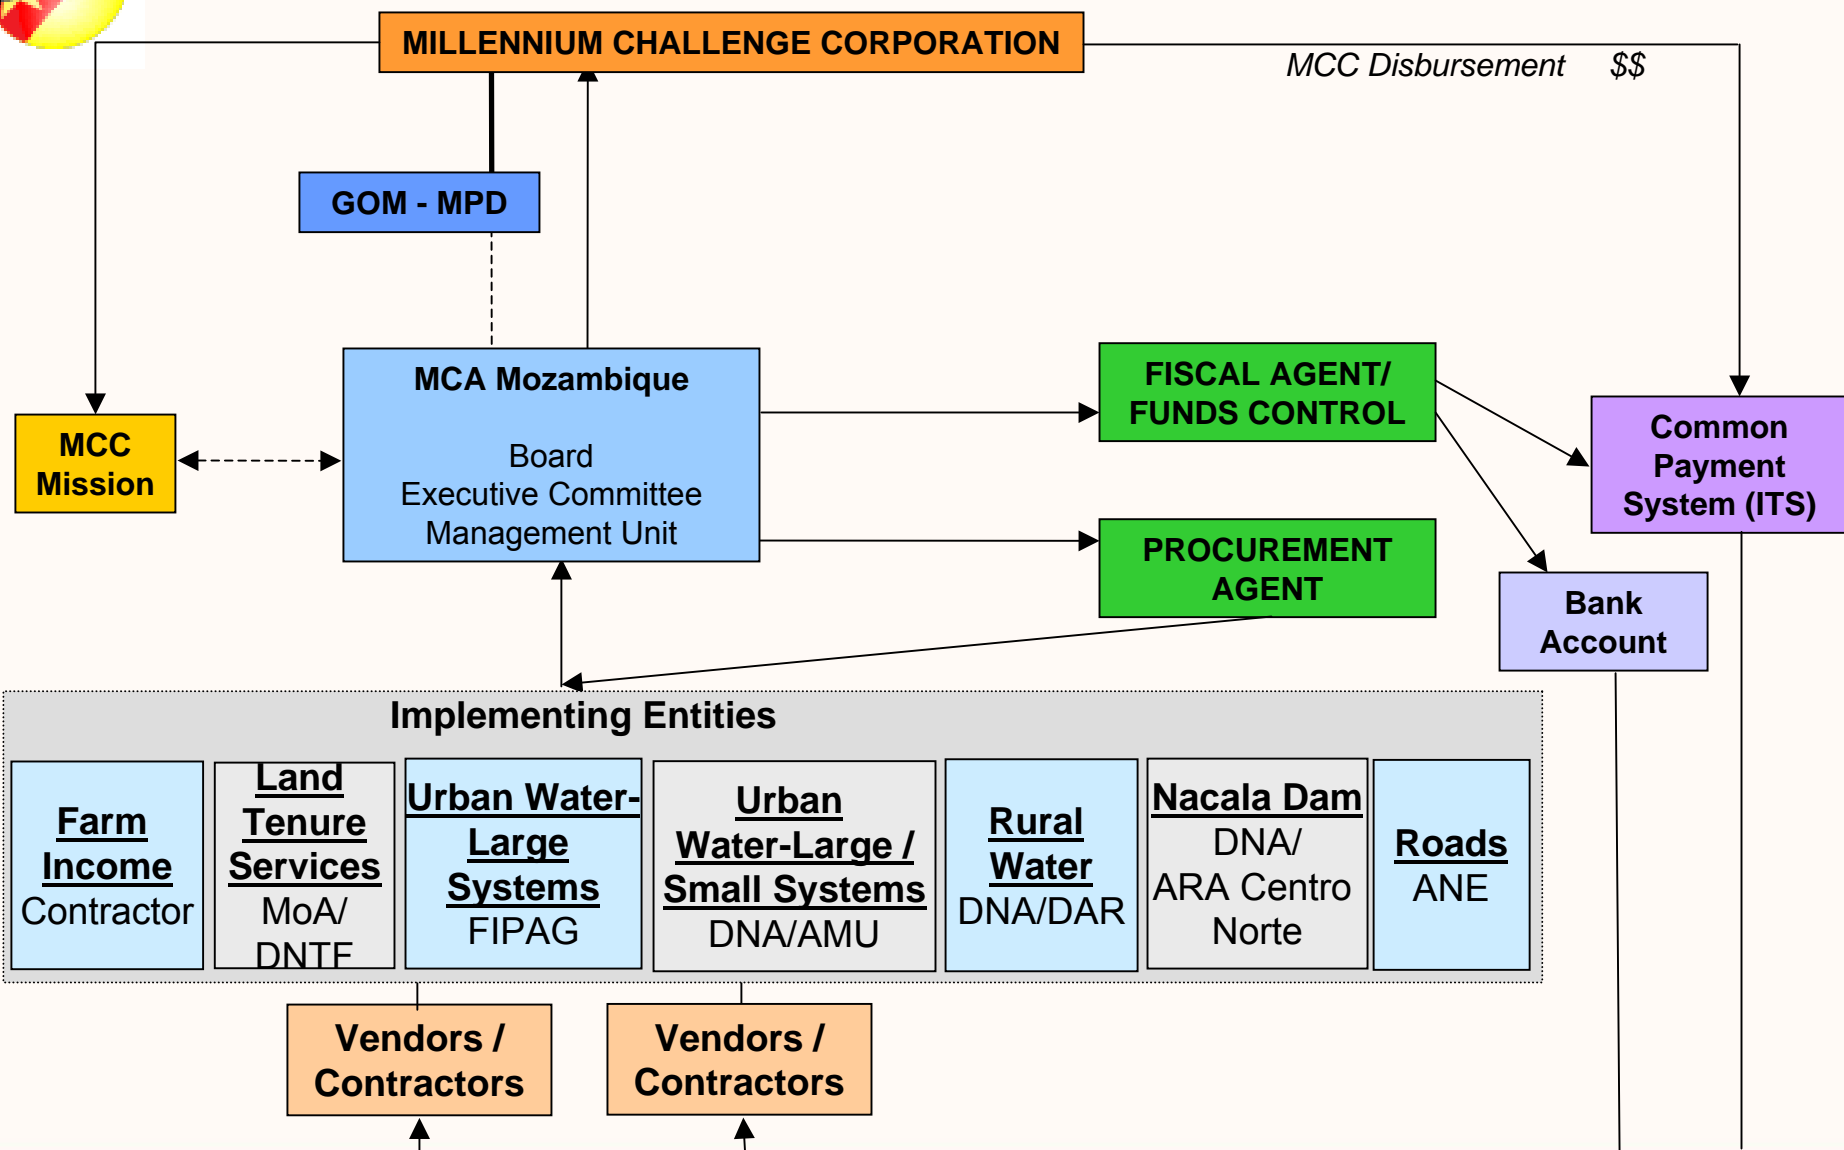 MILLENNIUM CHALLENGE CORPORATION
MCC Disbursement $$
GOM - MPD
MCA Mozambique
Board
Executive Committee
Management Unit
MCC
Mission
FISCAL AGENT/
FUNDS CONTROL
PROCUREMENT
AGENT
Common
Payment
System (ITS)
Bank
Account
Implementing Entities
Farm
Income
Contractor
Land
Tenure
Services
MoA/
DNTF
Urban Water-
Large
Systems
FIPAG
Urban
Water-Large /
Small Systems
DNA/AMU
Rural
Water
DNA/DAR
Nacala Dam
DNA/
ARA Centro
Norte
Roads
ANE
Vendors /
Contractors
Vendors /
Contractors